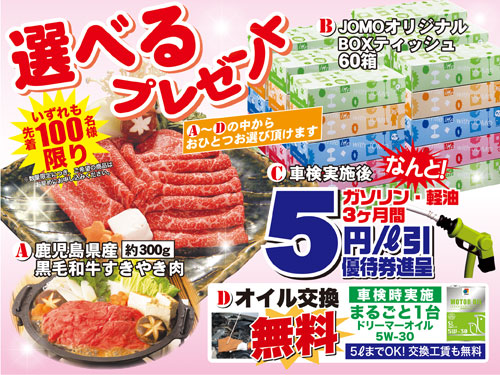 選べる
プレゼント
いずれも
先着100名様
限り
B JOMOオリジナル
BOXティッシュ
60箱
A～Dの中から
おひとつお選び頂けます
C 車検実施後
なんと!
ガソリン・軽油
3ヶ月間
5円/ℓ引
優待券進呈
A 鹿児島県産 約300g
黒毛和牛すきやき肉
D オイル交換
無料
車検時実施
まるごと1台
ドリーマーオイル
5W-30
5ℓまでOK! 交換工賃も無料